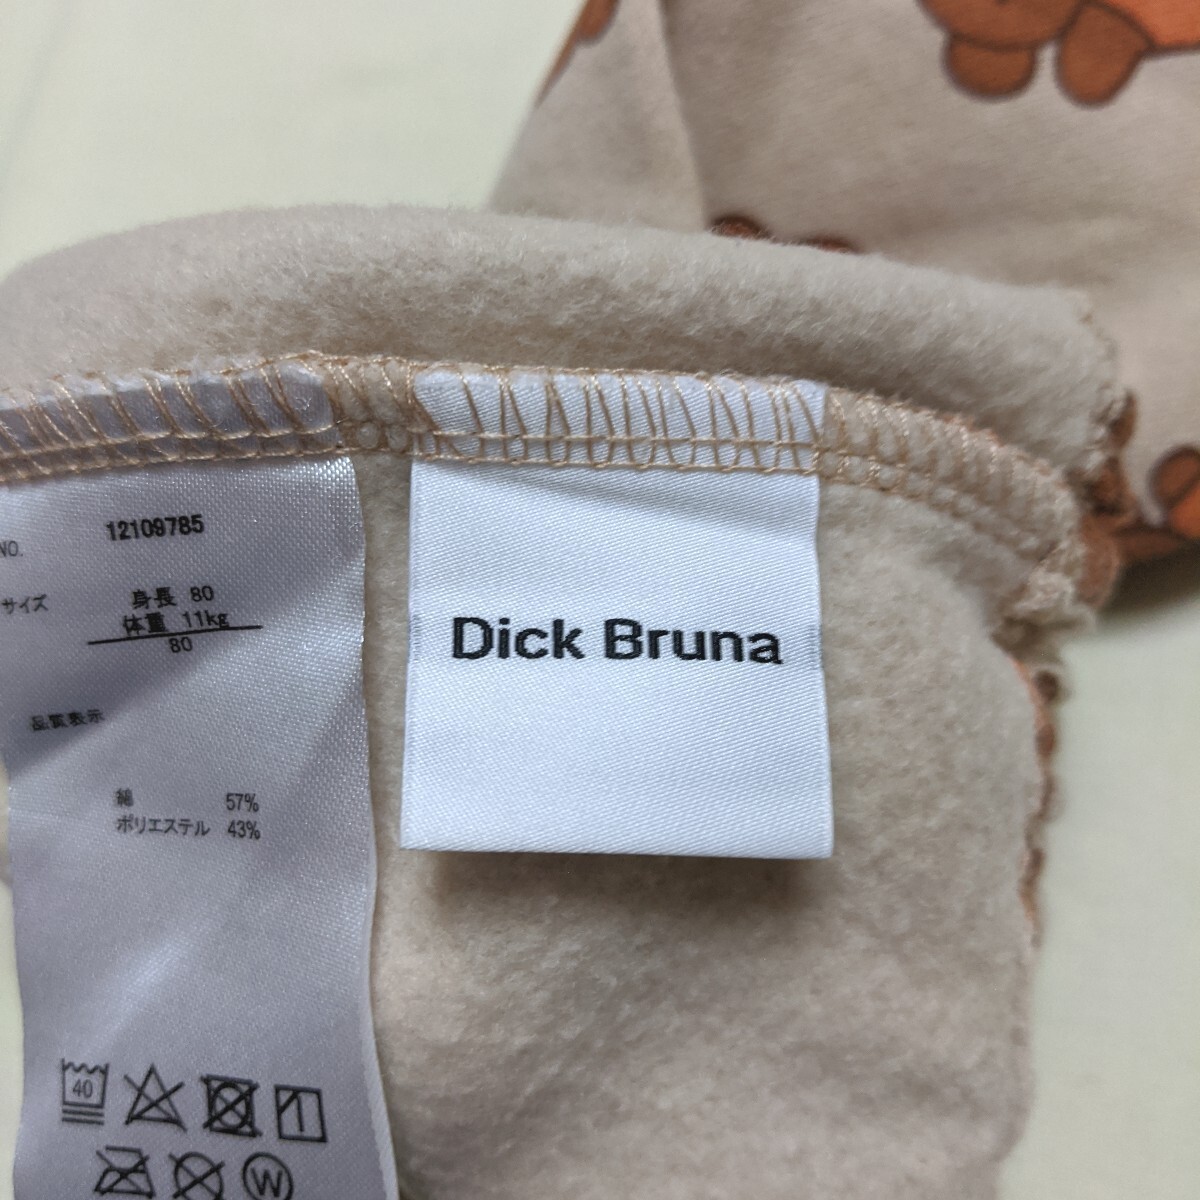 NO. 12109785
サイズ 身長 80
体重 11kg
80
品質表示
綿 57%
ポリエステル 43%
40
W
Dick Bruna